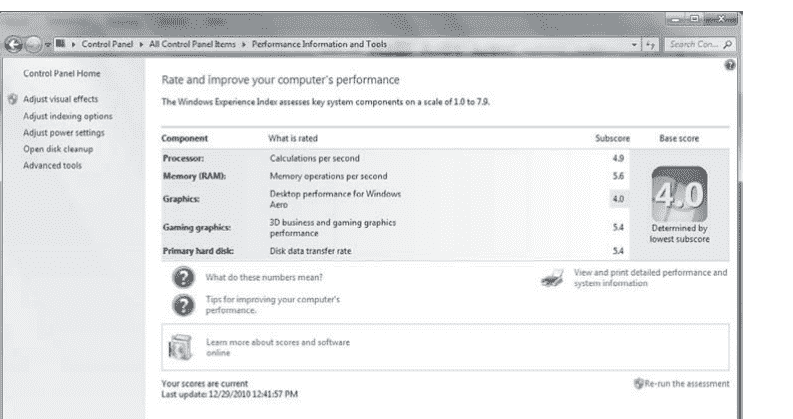 Control Panel ▸ All Control Panel Items ▸ Performance Information and Tools
Search Con...
Control Panel Home
Adjust visual effects
Adjust indexing options
Adjust power settings
Open disk cleanup
Advanced tools
Rate and improve your computer's performance
The Windows Experience Index assesses key system components on a scale of 1.0 to 7.9.
Component What is rated Subscore Base score
Processor: Calculations per second 4.9
Memory (RAM): Memory operations per second 5.6
Graphics: Desktop performance for Windows Aero 4.0
Gaming graphics: 3D business and gaming graphics performance 5.4
Primary hard disk: Disk data transfer rate 5.4
4.0
Determined by
lowest subscore
What do these numbers mean?
Tips for improving your computer's
performance.
View and print detailed performance and
system information
Learn more about scores and software
online
Your scores are current
Last update: 12/29/2010 12:41:57 PM
Re-run the assessment